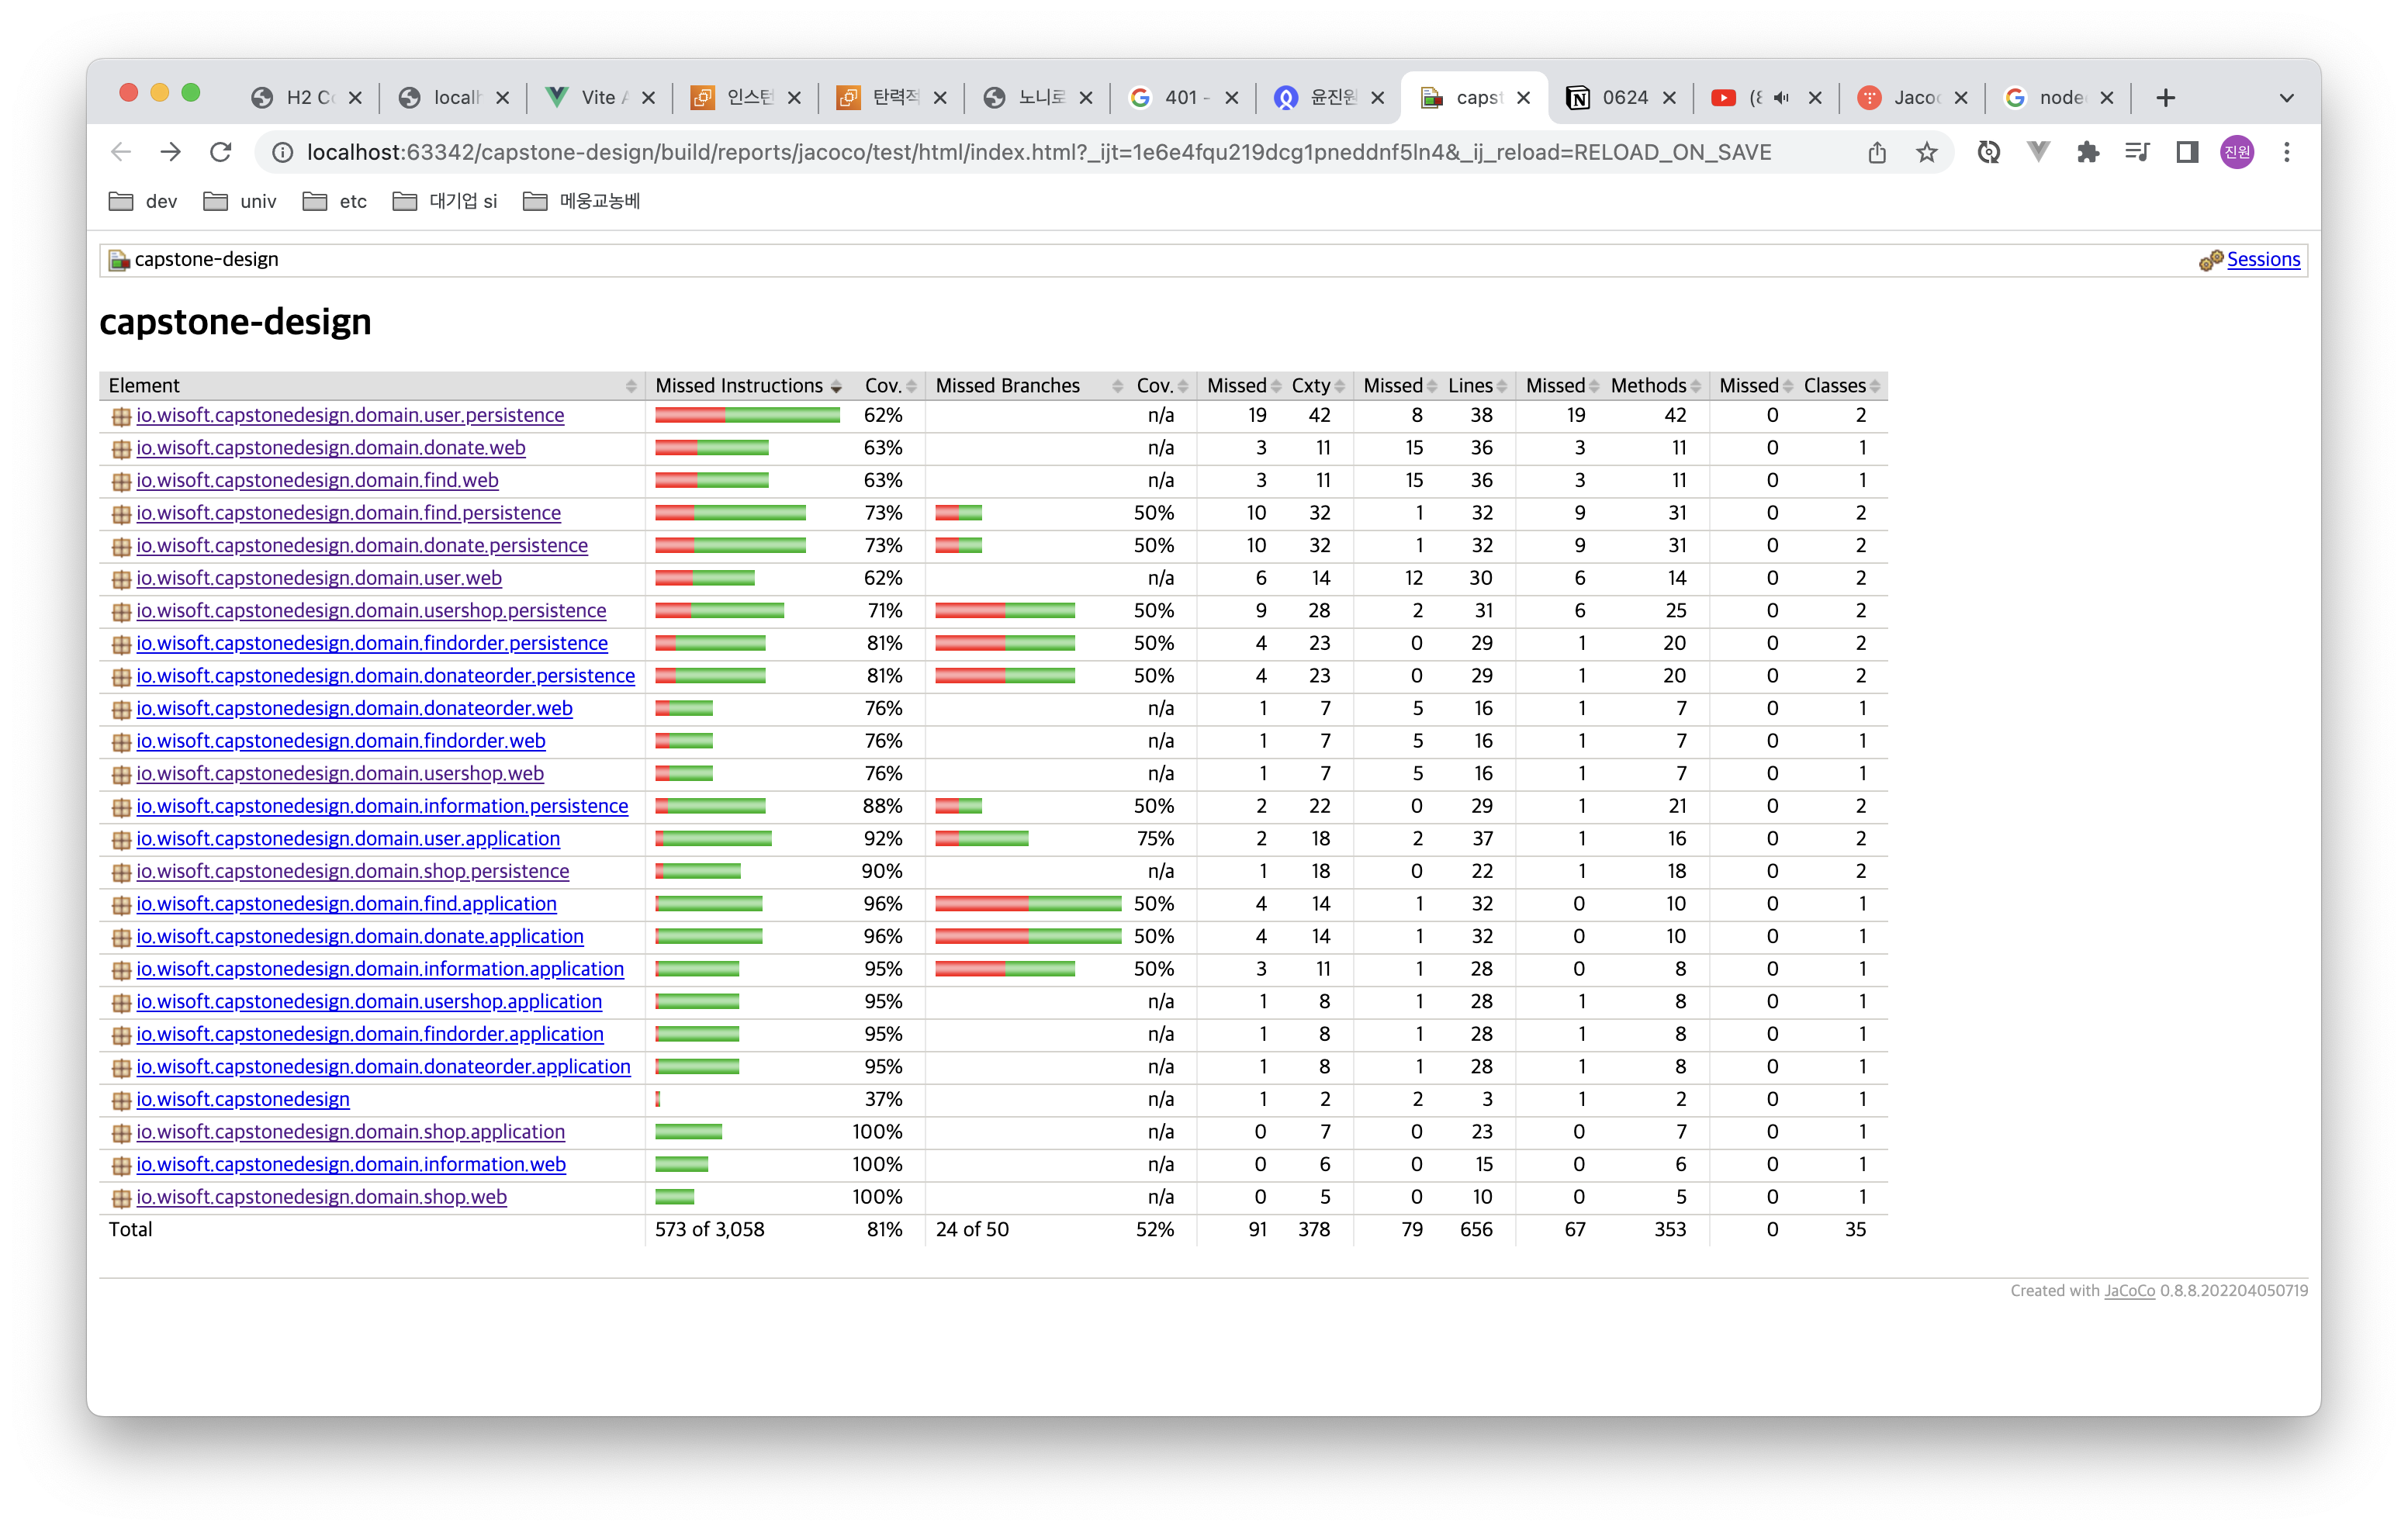 H2 Co localh Vite A 인스턴 탄력적 노니로 401 - 윤진원 capst 0624 (8 Jacoc node
localhost:63342/capstone-design/build/reports/jacoco/test/html/index.html?_ijt=1e6e4fqu219dcg1pneddnf5ln4&_ij_reload=RELOAD_ON_SAVE 진원
dev univ etc 대기업 si 메웅교농베
capstone-design Sessions
capstone-design
Element Missed Instructions Cov. Missed Branches Cov. Missed Cxty Missed Lines Missed Methods Missed Classes
io.wisoft.capstonedesign.domain.user.persistence 62% n/a 19 42 8 38 19 42 0 2
io.wisoft.capstonedesign.domain.donate.web 63% n/a 3 11 15 36 3 11 0 1
io.wisoft.capstonedesign.domain.find.web 63% n/a 3 11 15 36 3 11 0 1
io.wisoft.capstonedesign.domain.find.persistence 73% 50% 10 32 1 32 9 31 0 2
io.wisoft.capstonedesign.domain.donate.persistence 73% 50% 10 32 1 32 9 31 0 2
io.wisoft.capstonedesign.domain.user.web 62% n/a 6 14 12 30 6 14 0 2
io.wisoft.capstonedesign.domain.usershop.persistence 71% 50% 9 28 2 31 6 25 0 2
io.wisoft.capstonedesign.domain.findorder.persistence 81% 50% 4 23 0 29 1 20 0 2
io.wisoft.capstonedesign.domain.donateorder.persistence 81% 50% 4 23 0 29 1 20 0 2
io.wisoft.capstonedesign.domain.donateorder.web 76% n/a 1 7 5 16 1 7 0 1
io.wisoft.capstonedesign.domain.findorder.web 76% n/a 1 7 5 16 1 7 0 1
io.wisoft.capstonedesign.domain.usershop.web 76% n/a 1 7 5 16 1 7 0 1
io.wisoft.capstonedesign.domain.information.persistence 88% 50% 2 22 0 29 1 21 0 2
io.wisoft.capstonedesign.domain.user.application 92% 75% 2 18 2 37 1 16 0 2
io.wisoft.capstonedesign.domain.shop.persistence 90% n/a 1 18 0 22 1 18 0 2
io.wisoft.capstonedesign.domain.find.application 96% 50% 4 14 1 32 0 10 0 1
io.wisoft.capstonedesign.domain.donate.application 96% 50% 4 14 1 32 0 10 0 1
io.wisoft.capstonedesign.domain.information.application 95% 50% 3 11 1 28 0 8 0 1
io.wisoft.capstonedesign.domain.usershop.application 95% n/a 1 8 1 28 1 8 0 1
io.wisoft.capstonedesign.domain.findorder.application 95% n/a 1 8 1 28 1 8 0 1
io.wisoft.capstonedesign.domain.donateorder.application 95% n/a 1 8 1 28 1 8 0 1
io.wisoft.capstonedesign 37% n/a 1 2 2 3 1 2 0 1
io.wisoft.capstonedesign.domain.shop.application 100% n/a 0 7 0 23 0 7 0 1
io.wisoft.capstonedesign.domain.information.web 100% n/a 0 6 0 15 0 6 0 1
io.wisoft.capstonedesign.domain.shop.web 100% n/a 0 5 0 10 0 5 0 1
Total 573 of 3,058 81% 24 of 50 52% 91 378 79 656 67 353 0 35
Created with JaCoCo 0.8.8.202204050719